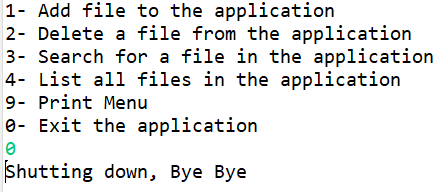 1- Add file to the application
2- Delete a file from the application
3- Search for a file in the application
4- List all files in the application
9- Print Menu
0- Exit the application
0
Shutting down, Bye Bye